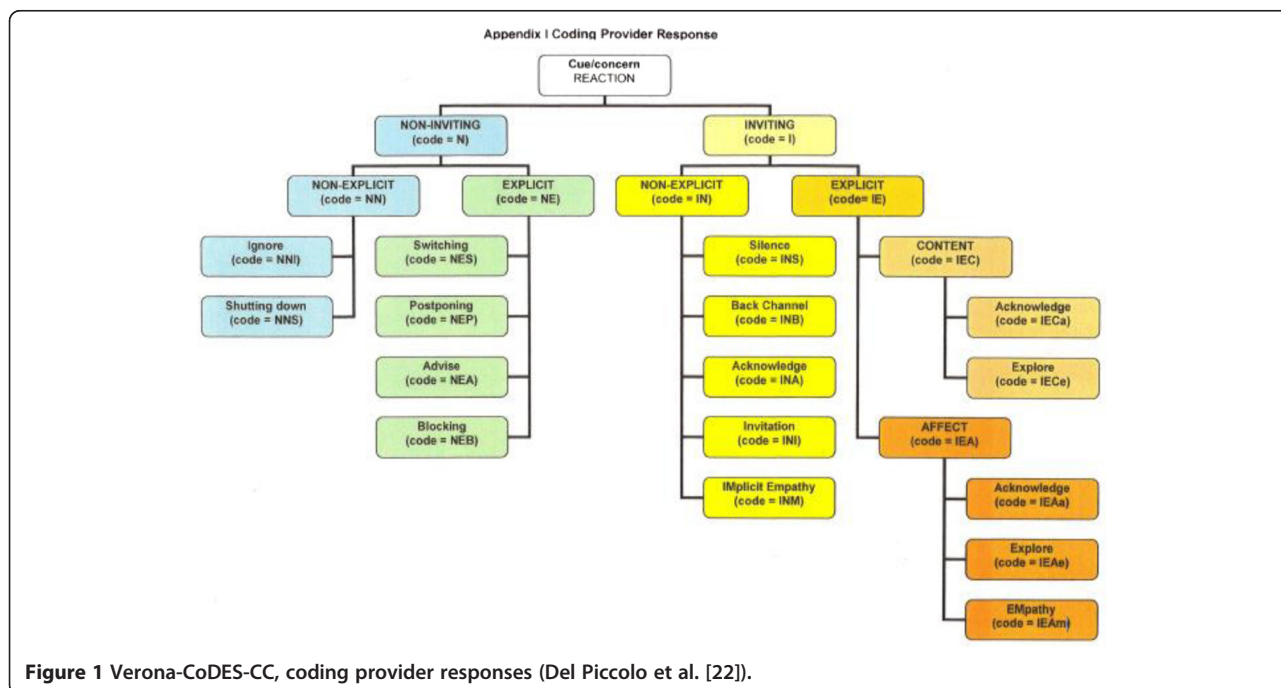 Appendix I Coding Provider Response
Cue/concern
REACTION
NON-INVITING
(code = N)
INVITING
(code = I)
NON-EXPLICIT
(code = NN)
EXPLICIT
(code = NE)
NON-EXPLICIT
(code = IN)
EXPLICIT
(code= IE)
Ignore
(code = NNI)
Shutting down
(code = NNS)
Switching
(code = NES)
Postponing
(code = NEP)
Advise
(code = NEA)
Blocking
(code = NEB)
Silence
(code = INS)
Back Channel
(code = INB)
Acknowledge
(code = INA)
Invitation
(code = INI)
IMplicit Empathy
(code = INM)
CONTENT
(code = IEC)
Acknowledge
(code = IECa)
Explore
(code = IECe)
AFFECT
(code = IEA)
Acknowledge
(code = IEAa)
Explore
(code = IEAe)
EMpathy
(code = IEAm)
Figure 1 Verona-CoDES-CC, coding provider responses (Del Piccolo et al. [22]).